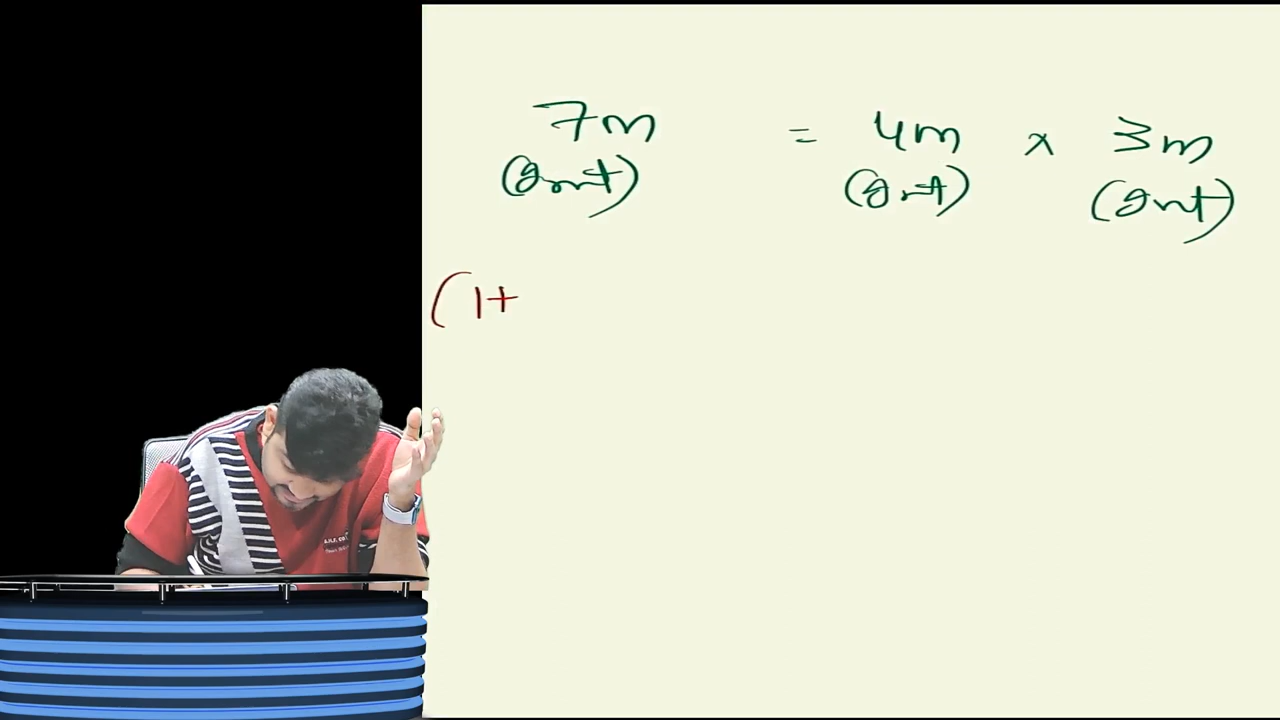 7m = 4m x 3m
(int) (int) (int)
(1+